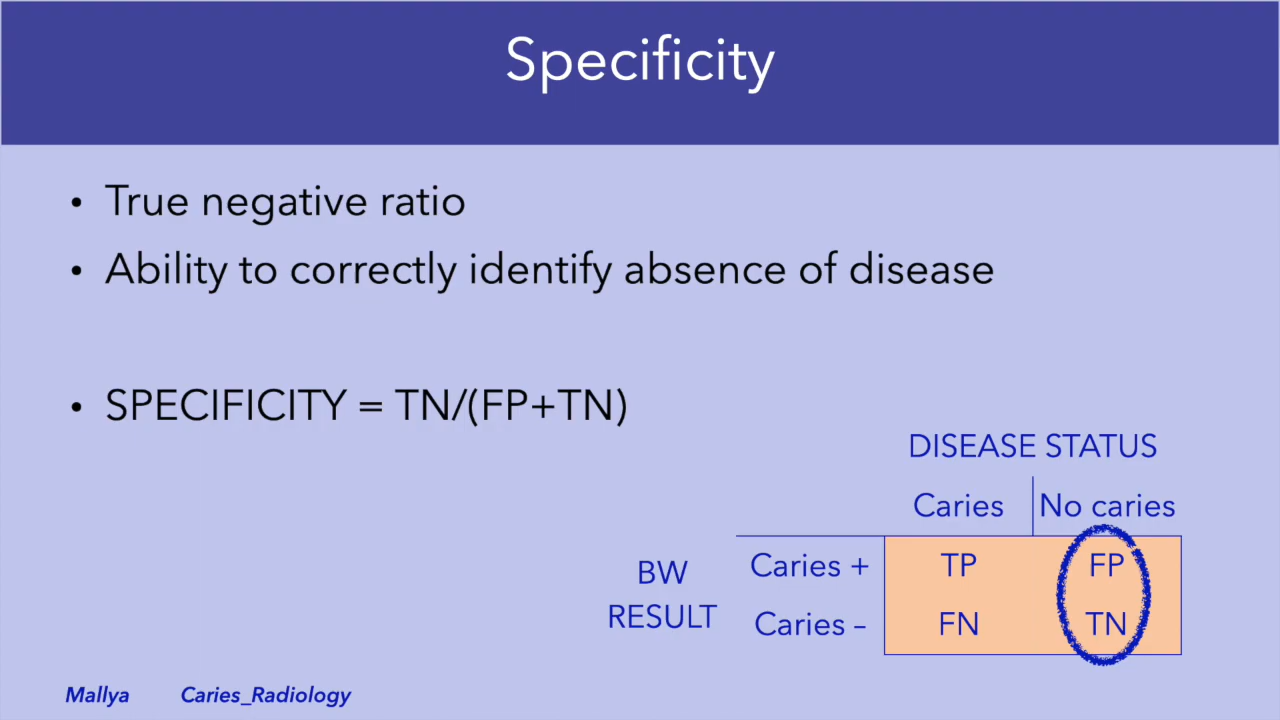 Specificity
• True negative ratio
• Ability to correctly identify absence of disease
• SPECIFICITY = TN/(FP+TN)
DISEASE STATUS
Caries No caries
BW RESULT
Caries + TP FP
Caries – FN TN
Mallya Caries_Radiology